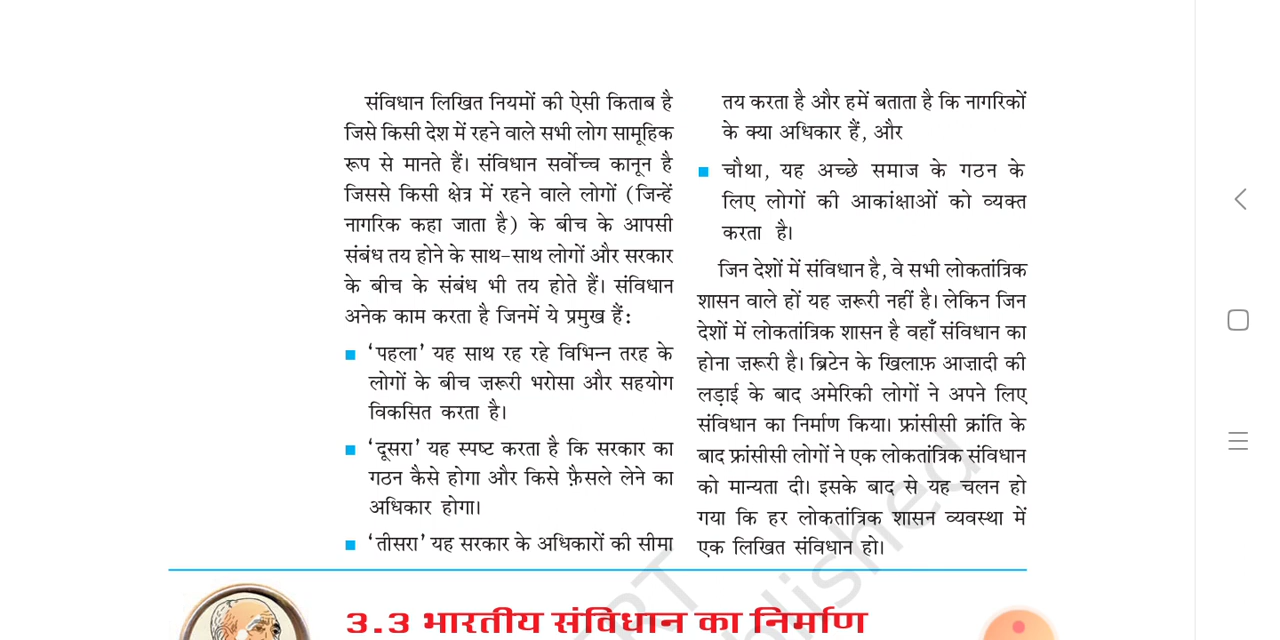 संविधान लिखित नियमों की ऐसी किताब है
जिसे किसी देश में रहने वाले सभी लोग सामूहिक
रूप से मानते हैं। संविधान सर्वोच्च कानून है
जिससे किसी क्षेत्र में रहने वाले लोगों (जिन्हें
नागरिक कहा जाता है) के बीच के आपसी
संबंध तय होने के साथ-साथ लोगों और सरकार
के बीच के संबंध भी तय होते हैं। संविधान
अनेक काम करता है जिनमें ये प्रमुख हैं:
■ 'पहला' यह साथ रह रहे विभिन्न तरह के
लोगों के बीच ज़रूरी भरोसा और सहयोग
विकसित करता है।
■ 'दूसरा' यह स्पष्ट करता है कि सरकार का
गठन कैसे होगा और किसे फ़ैसले लेने का
अधिकार होगा।
■ 'तीसरा' यह सरकार के अधिकारों की सीमा
तय करता है और हमें बताता है कि नागरिकों
के क्या अधिकार हैं, और
■ चौथा, यह अच्छे समाज के गठन के
लिए लोगों की आकांक्षाओं को व्यक्त
करता है।
जिन देशों में संविधान है, वे सभी लोकतांत्रिक
शासन वाले हों यह ज़रूरी नहीं है। लेकिन जिन
देशों में लोकतांत्रिक शासन है वहाँ संविधान का
होना ज़रूरी है। ब्रिटेन के खिलाफ़ आज़ादी की
लड़ाई के बाद अमेरिकी लोगों ने अपने लिए
संविधान का निर्माण किया। फ्रांसीसी क्रांति के
बाद फ्रांसीसी लोगों ने एक लोकतांत्रिक संविधान
को मान्यता दी। इसके बाद से यह चलन हो
गया कि हर लोकतांत्रिक शासन व्यवस्था में
एक लिखित संविधान हो।
3.3 भारतीय संविधान का निर्माण